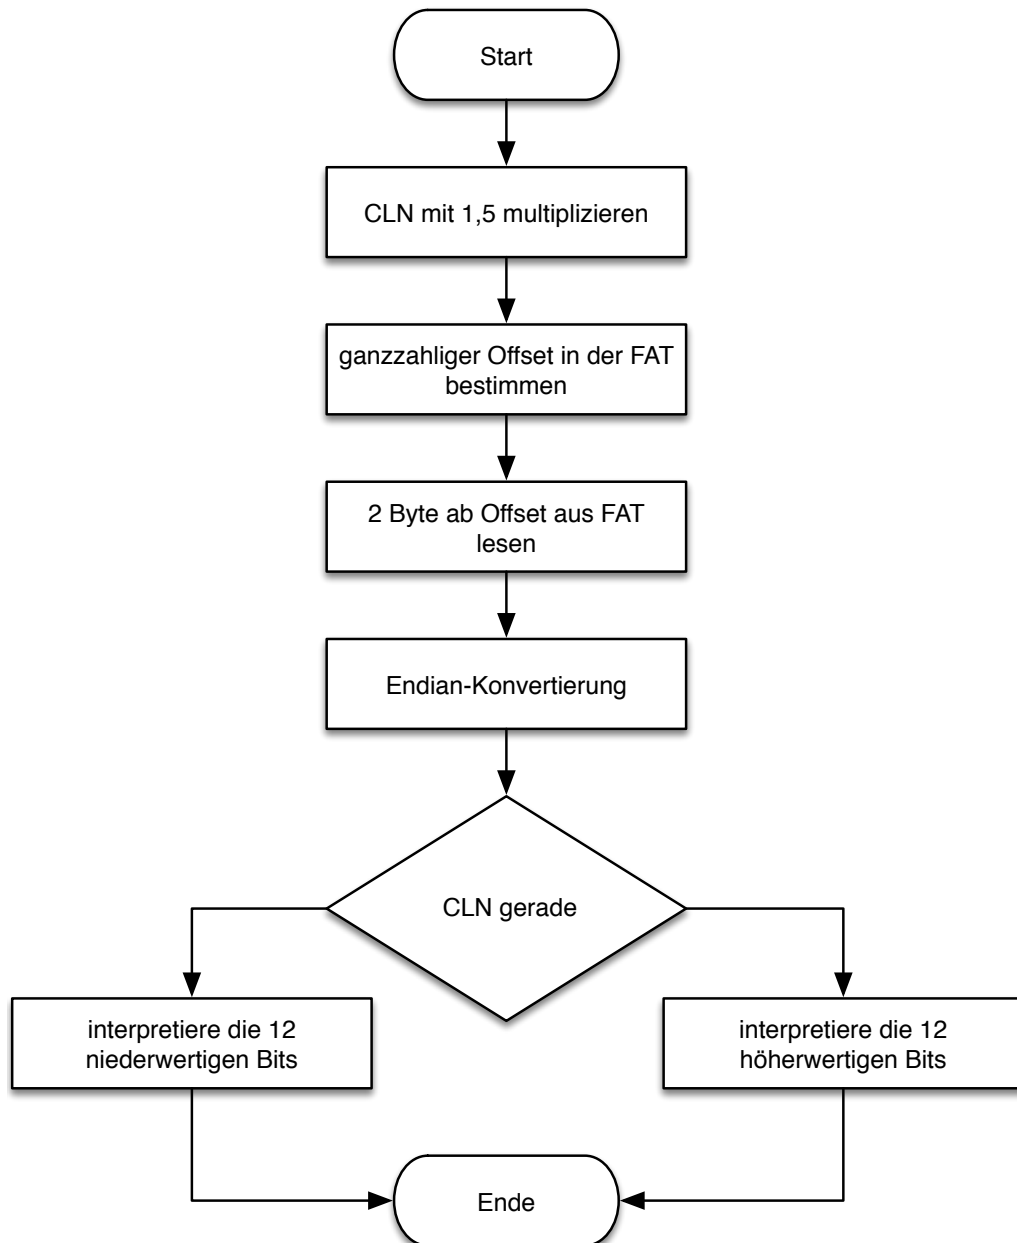 Start
CLN mit 1,5 multiplizieren
ganzzahliger Offset in der FAT
bestimmen
2 Byte ab Offset aus FAT
lesen
Endian-Konvertierung
CLN gerade
interpretiere die 12
niederwertigen Bits
interpretiere die 12
höherwertigen Bits
Ende